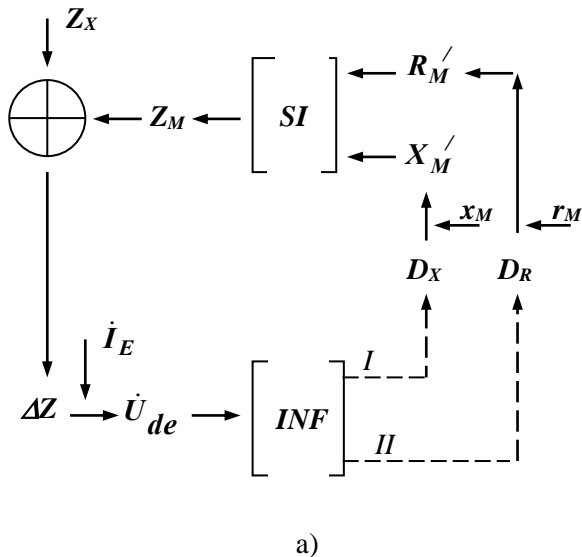 Z_X
R_M′
Z_M
SI
X_M′
x_M
r_M
D_X
D_R
İ_E
I
ΔZ
U̇_de
INF
II
a)